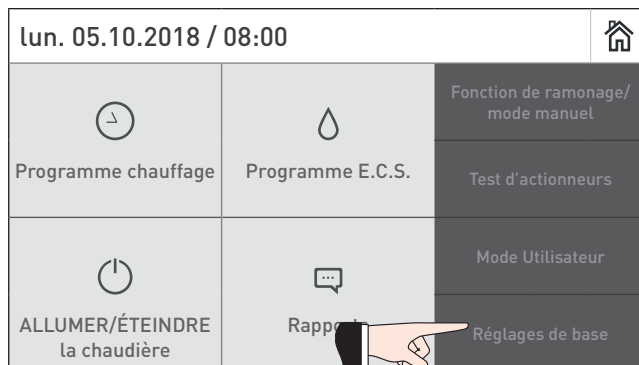 lun. 05.10.2018 / 08:00
Programme chauffage
Programme E.C.S.
ALLUMER/ÉTEINDRE
la chaudière
Fonction de ramonage/
mode manuel
Test d'actionneurs
Mode Utilisateur
Réglages de base